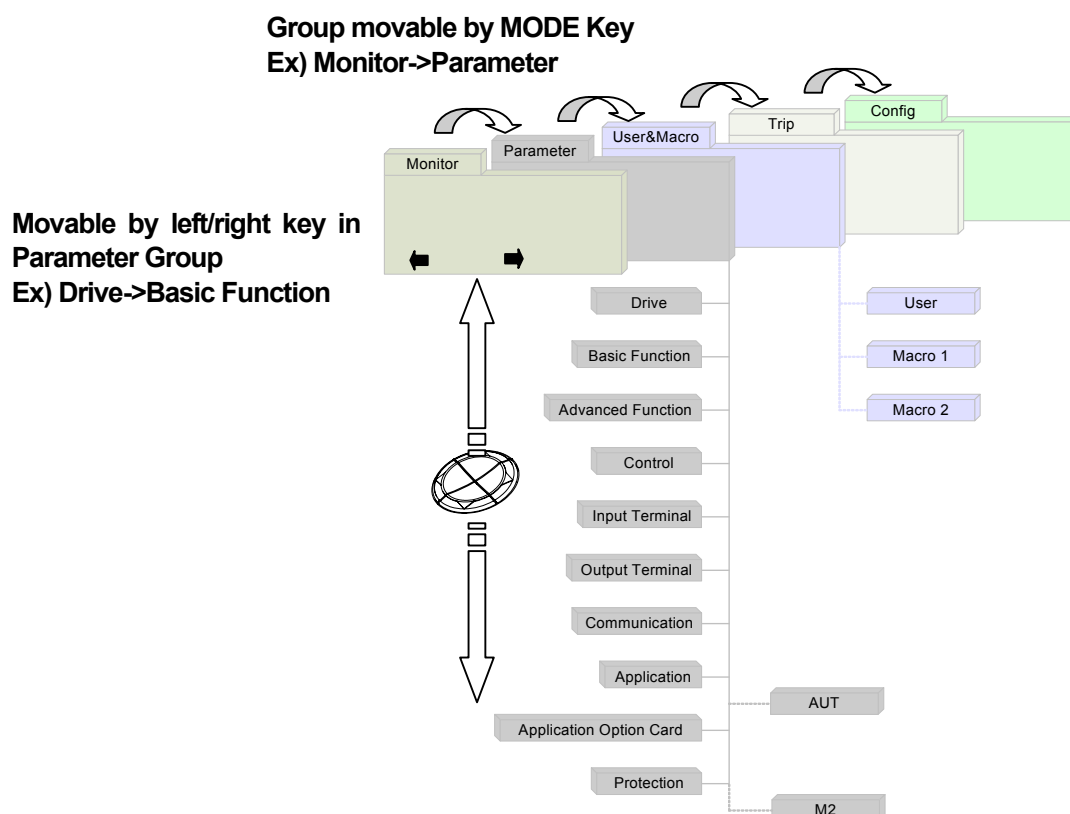 Group movable by MODE Key
Ex) Monitor->Parameter
Config
Trip
User&Macro
Parameter
Monitor
Movable by left/right key in
Parameter Group
Ex) Drive->Basic Function
Drive
User
Basic Function
Macro 1
Advanced Function
Macro 2
Control
Input Terminal
Output Terminal
Communication
Application
AUT
Application Option Card
Protection
M2